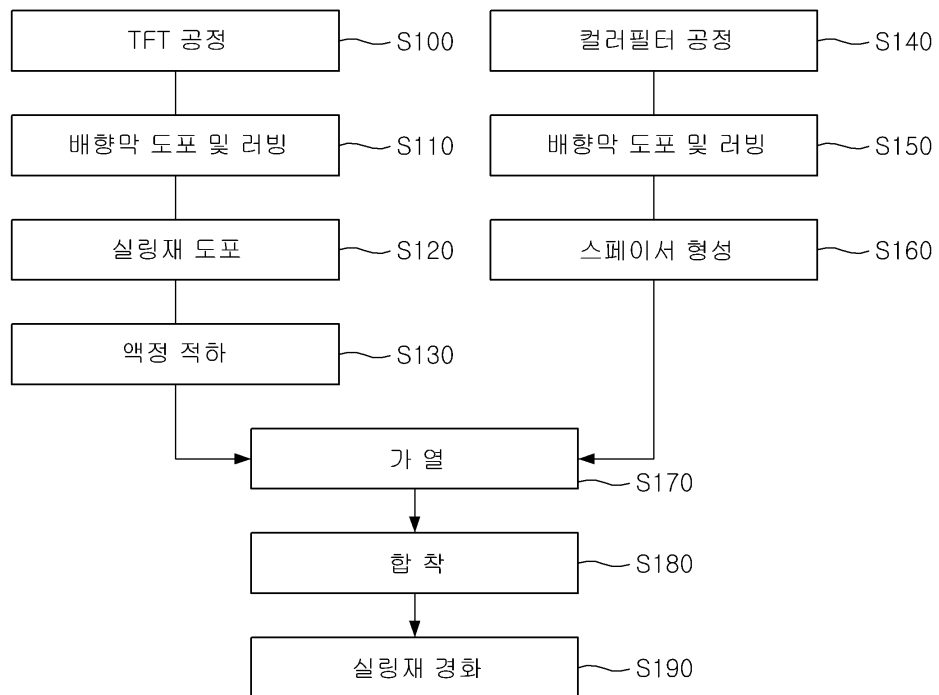 TFT 공정
S100
컬러필터 공정
S140
배향막 도포 및 러빙
S110
배향막 도포 및 러빙
S150
실링재 도포
S120
스페이서 형성
S160
액정 적하
S130
가 열
S170
합 착
S180
실링재 경화
S190